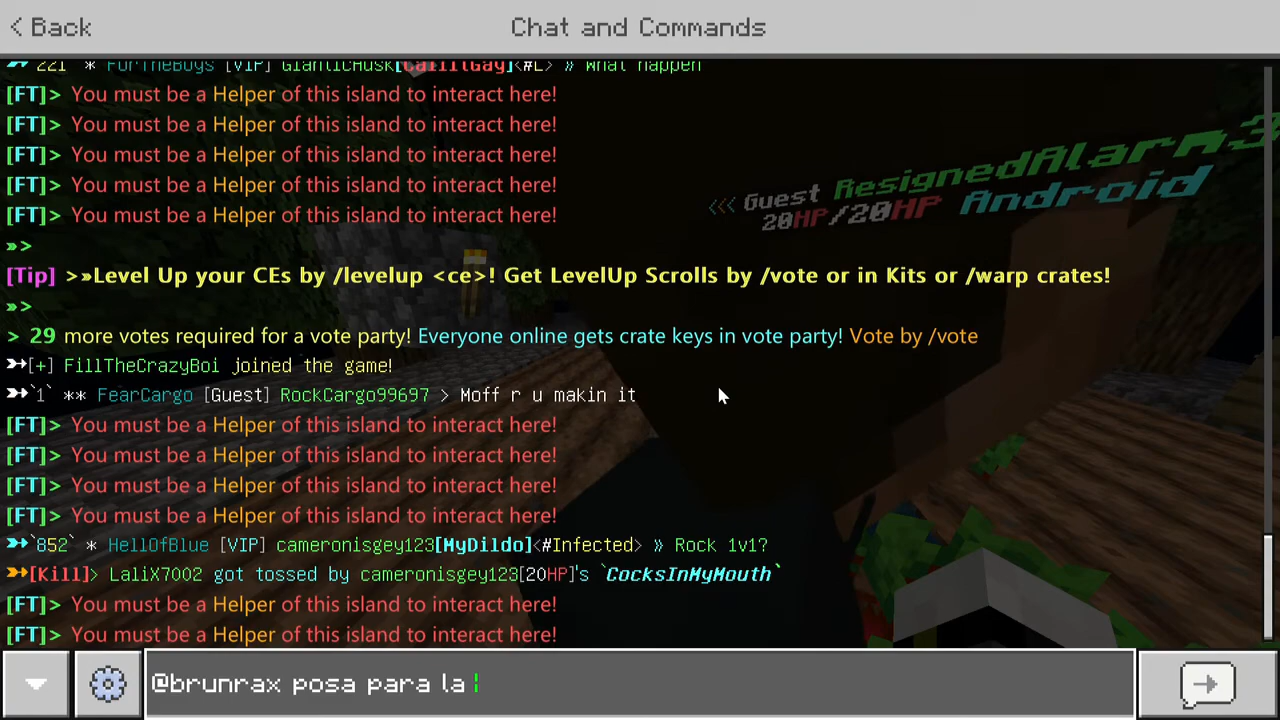 < Back
Chat and Commands
221 * ForTheBoys [VIP] GianticHusk[CaillIGay]<#L> » What happen
[FT]> You must be a Helper of this island to interact here!
[FT]> You must be a Helper of this island to interact here!
[FT]> You must be a Helper of this island to interact here!
[FT]> You must be a Helper of this island to interact here!
[FT]> You must be a Helper of this island to interact here!
<<< Guest ResignedAlarm3
20HP/20HP Android
»>
[Tip] >»Level Up your CEs by /levelup <ce>! Get LevelUp Scrolls by /vote or in Kits or /warp crates!
»>
> 29 more votes required for a vote party! Everyone online gets crate keys in vote party! Vote by /vote
➳[+] FillTheCrazyBoi joined the game!
➳`1` ** FearCargo [Guest] RockCargo99697 > Moff r u makin it
[FT]> You must be a Helper of this island to interact here!
[FT]> You must be a Helper of this island to interact here!
[FT]> You must be a Helper of this island to interact here!
[FT]> You must be a Helper of this island to interact here!
➳`852` * HellOfBlue [VIP] cameronisgey123[MyDildo]<#Infected> » Rock 1v1?
➳[Kill]> LaliX7002 got tossed by cameronisgey123[20HP]'s `CocksInMyMouth`
[FT]> You must be a Helper of this island to interact here!
[FT]> You must be a Helper of this island to interact here!
@brunrax posa para la